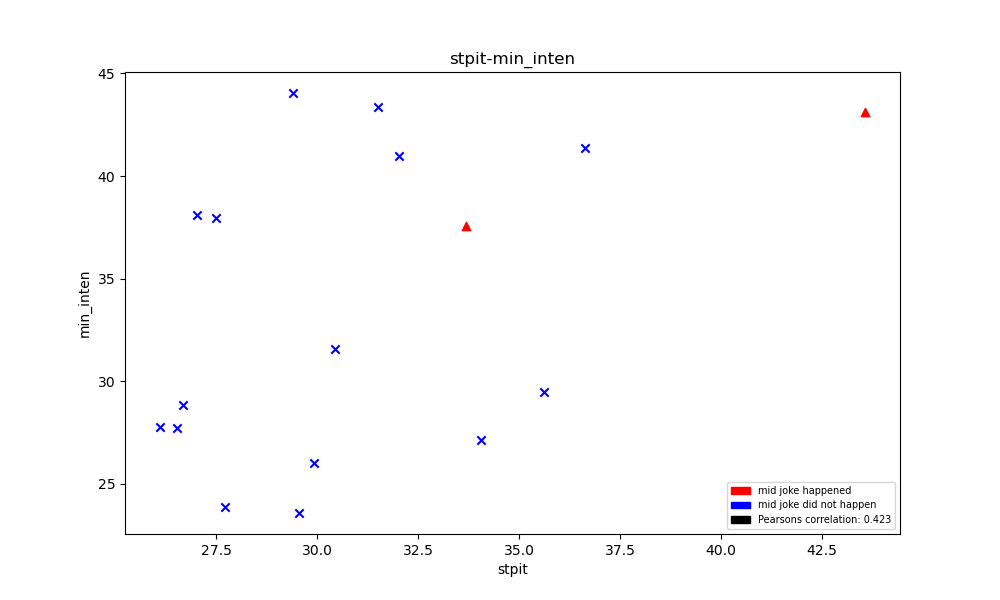 stpit-min_inten
45
40
35
30
25
min_inten
27.5 30.0 32.5 35.0 37.5 40.0 42.5
stpit
mid joke happened
mid joke did not happen
Pearsons correlation: 0.423